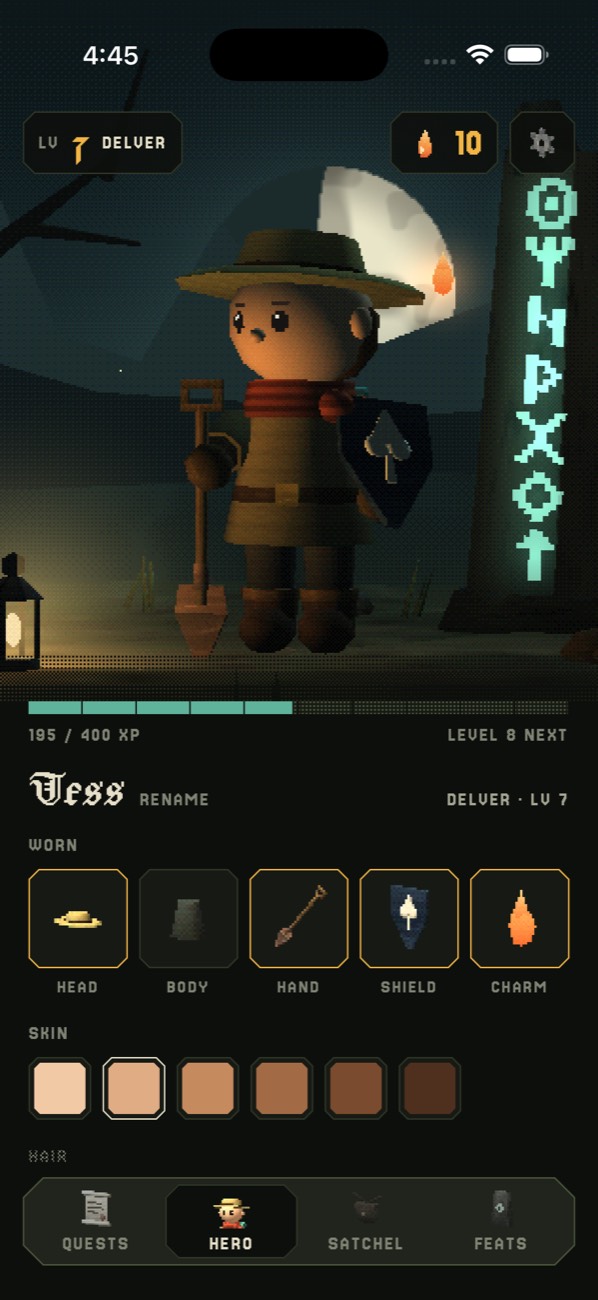 4:45
LV 7 DELVER
10
195 / 400 XP
LEVEL 8 NEXT
Tess RENAME
DELVER · LV 7
WORN
HEAD
BODY
HAND
SHIELD
CHARM
SKIN
HAIR
QUESTS
HERO
SATCHEL
FEATS